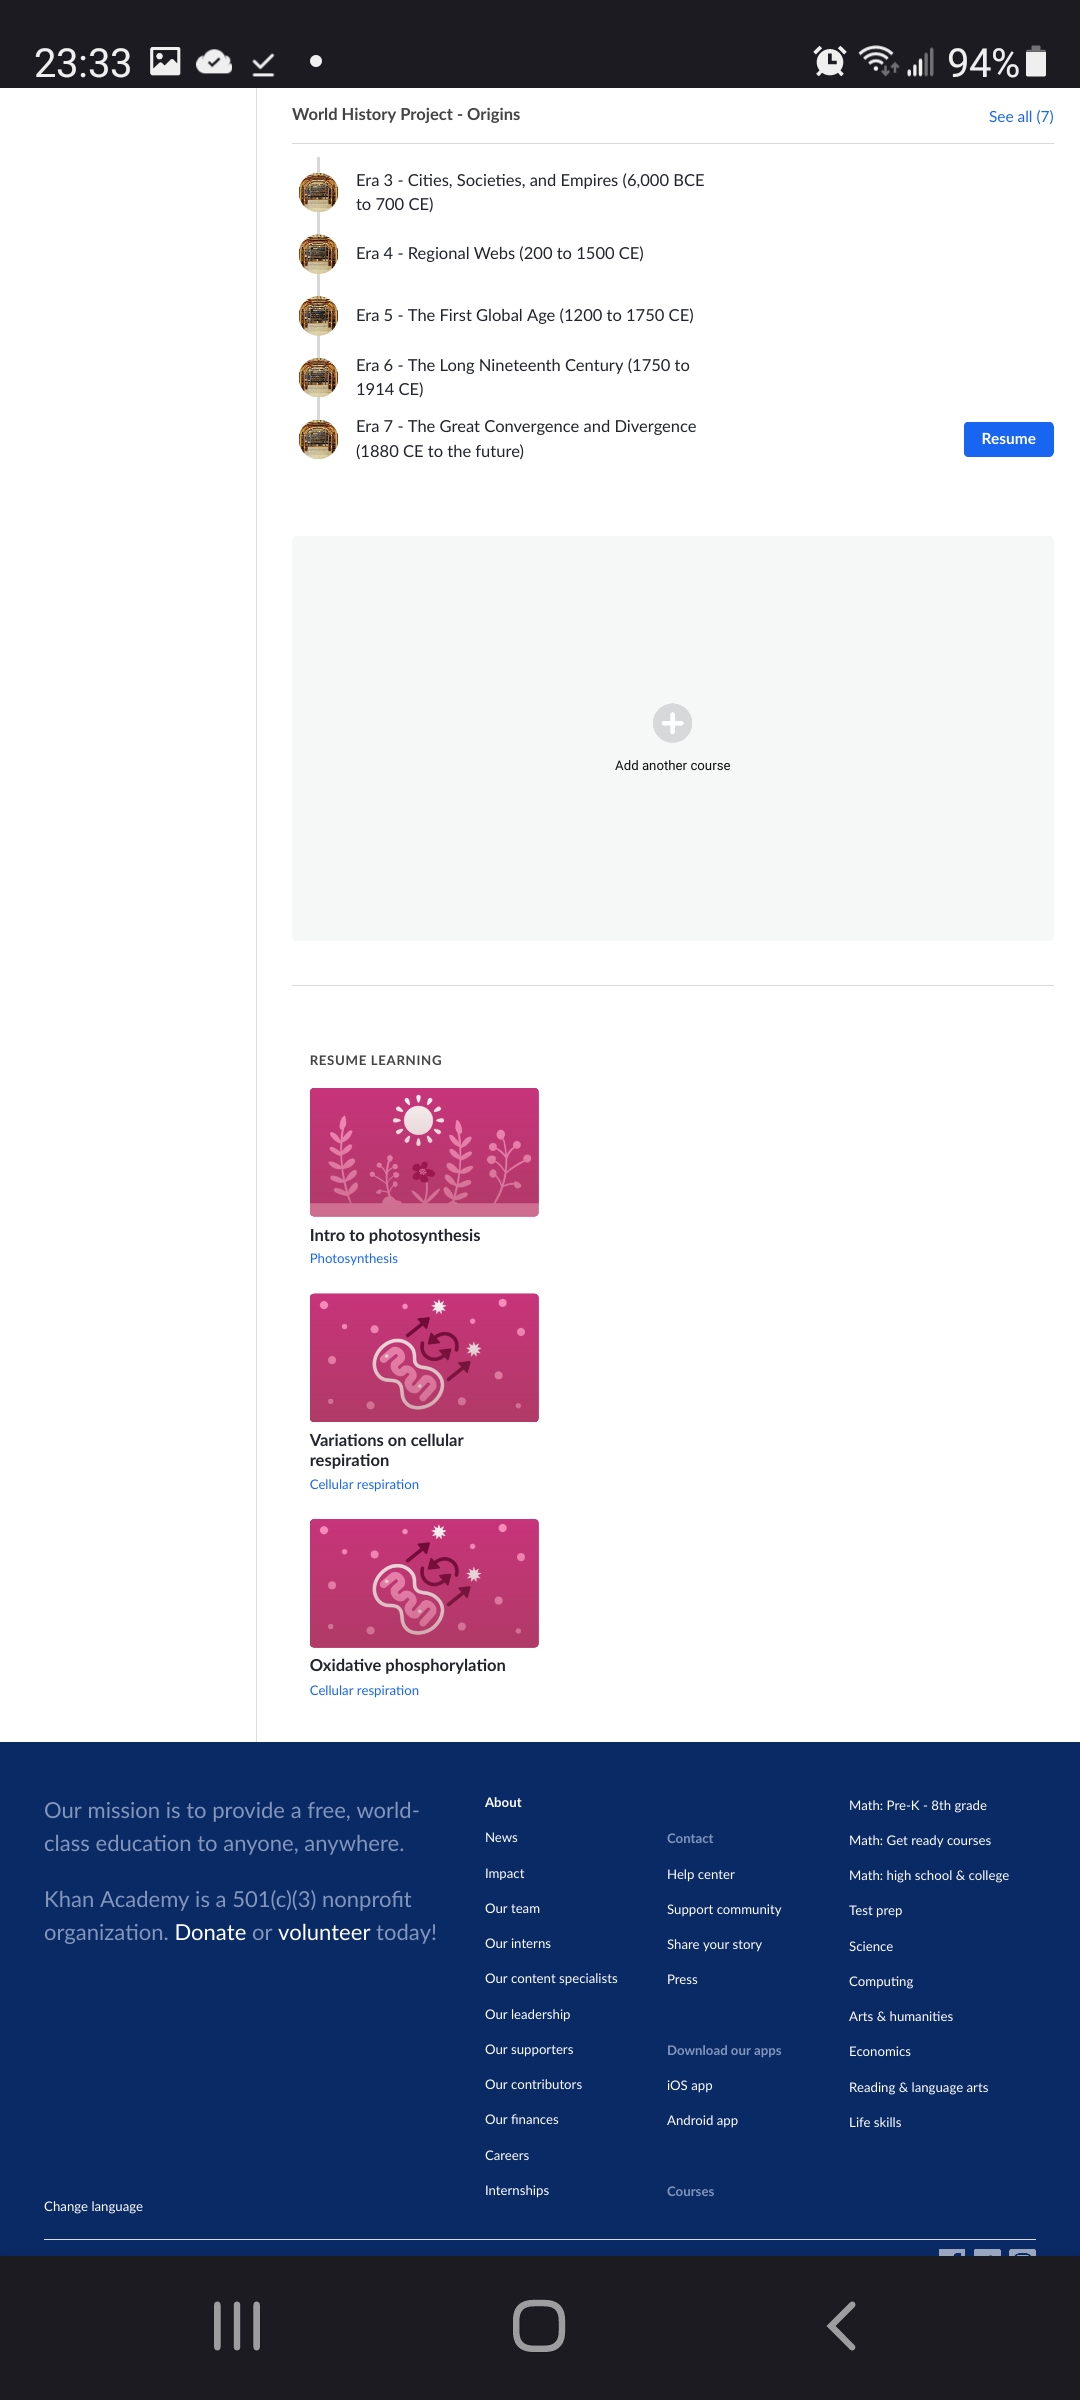 23:33
94%
World History Project - Origins
See all (7)
Era 3 - Cities, Societies, and Empires (6,000 BCE
to 700 CE)
Era 4 - Regional Webs (200 to 1500 CE)
Era 5 - The First Global Age (1200 to 1750 CE)
Era 6 - The Long Nineteenth Century (1750 to
1914 CE)
Era 7 - The Great Convergence and Divergence
(1880 CE to the future)
Resume
Add another course
RESUME LEARNING
Intro to photosynthesis
Photosynthesis
Variations on cellular
respiration
Cellular respiration
Oxidative phosphorylation
Cellular respiration
Our mission is to provide a free, world-
class education to anyone, anywhere.
Khan Academy is a 501(c)(3) nonprofit
organization. Donate or volunteer today!
Change language
About
News
Impact
Our team
Our interns
Our content specialists
Our leadership
Our supporters
Our contributors
Our finances
Careers
Internships
Contact
Help center
Support community
Share your story
Press
Download our apps
iOS app
Android app
Courses
Math: Pre-K - 8th grade
Math: Get ready courses
Math: high school & college
Test prep
Science
Computing
Arts & humanities
Economics
Reading & language arts
Life skills